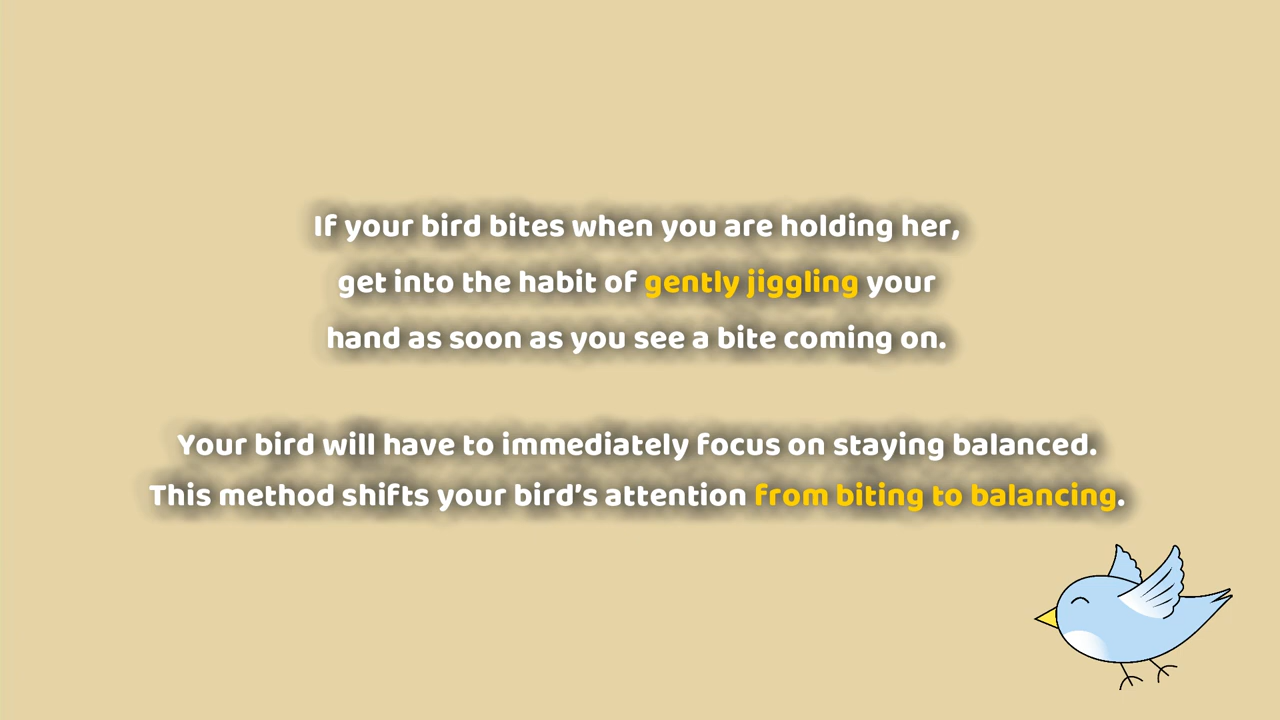 If your bird bites when you are holding her,
get into the habit of gently jiggling your
hand as soon as you see a bite coming on.
Your bird will have to immediately focus on staying balanced.
This method shifts your bird's attention from biting to balancing.